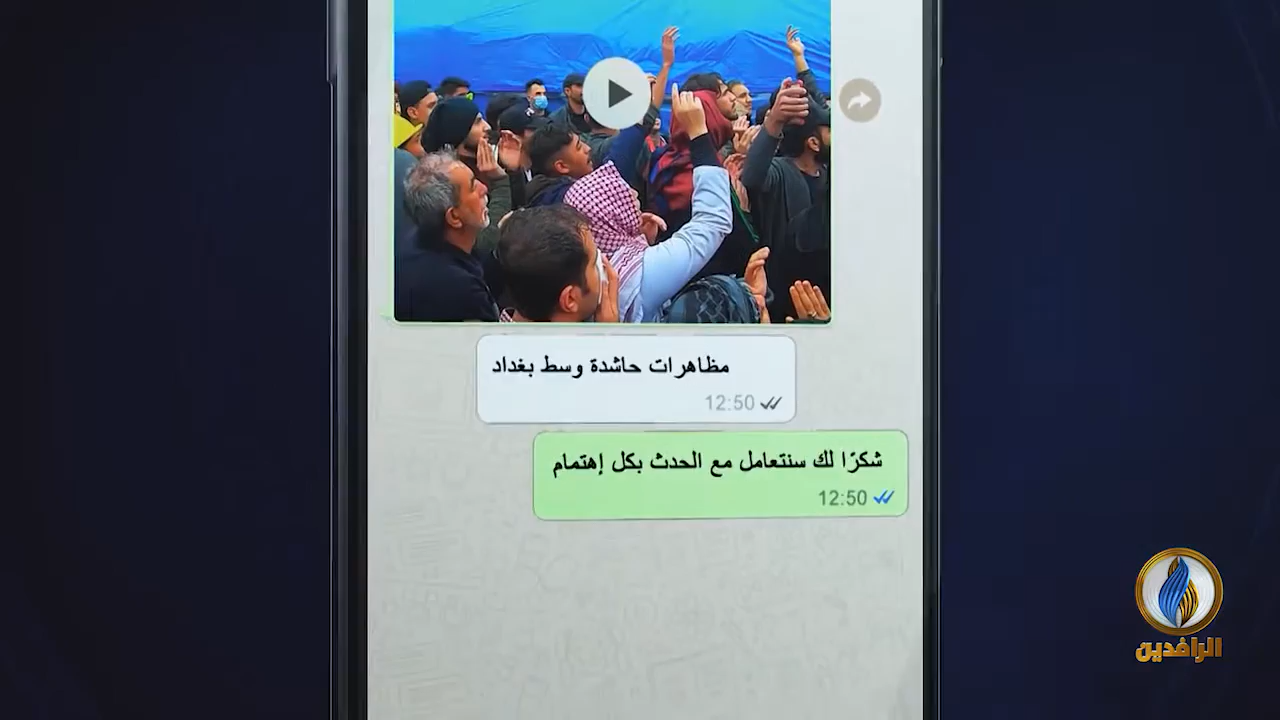 مظاهرات حاشدة وسط بغداد
12:50
شكرًا لك سنتعامل مع الحدث بكل إهتمام
12:50
الرافدين